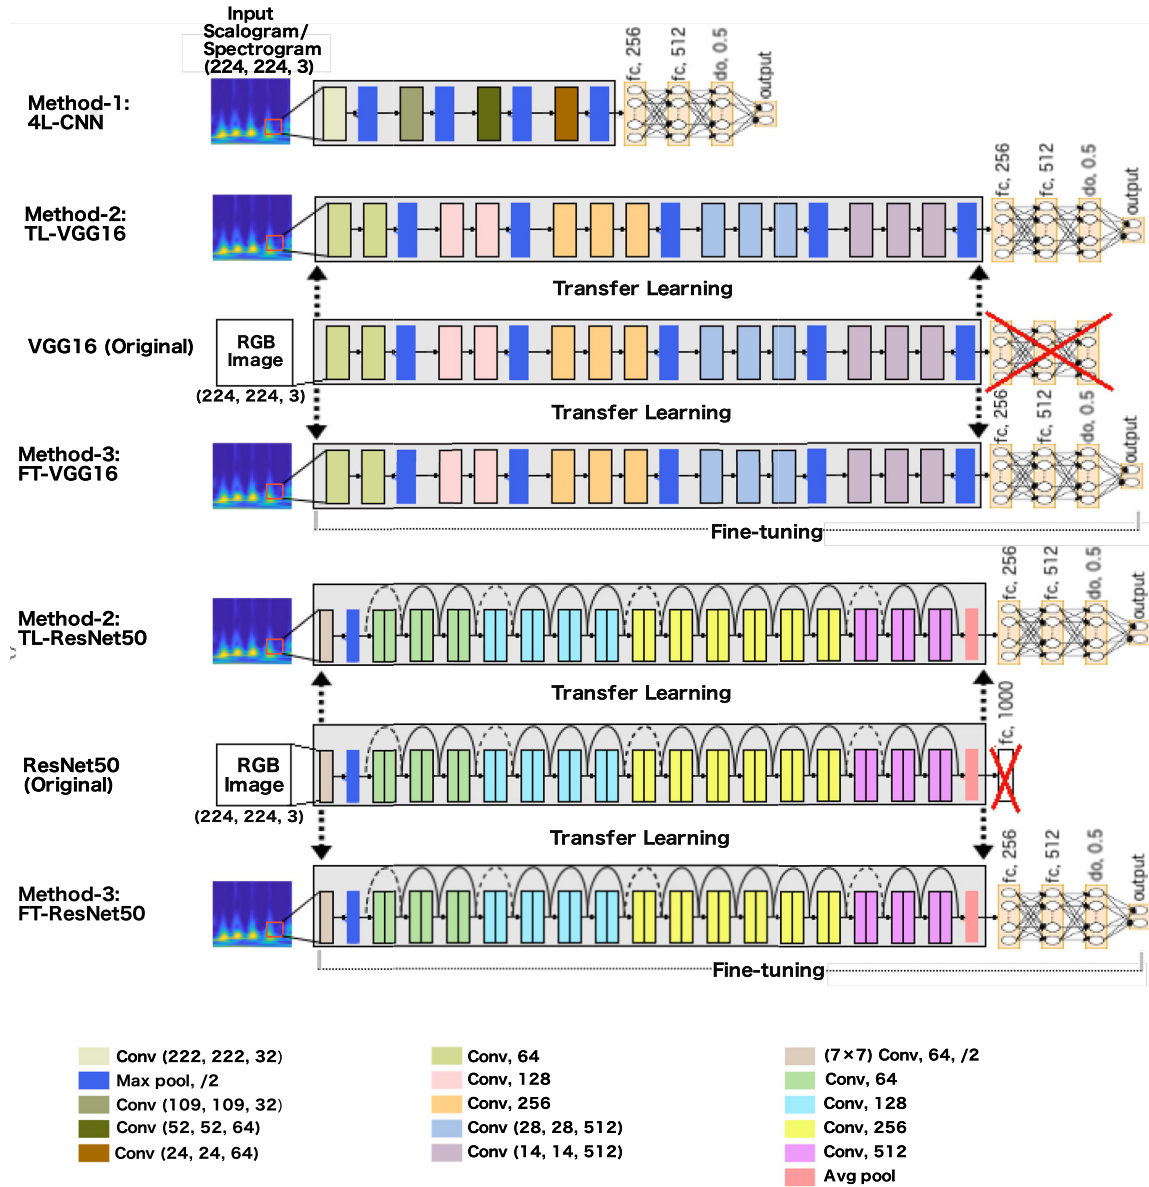 Input
Scalogram/
Spectrogram
(224, 224, 3)
fc, 256
fc, 512
do, 0.5
output
Method-1:
4L-CNN
fc, 256
fc, 512
do, 0.5
output
Method-2:
TL-VGG16
Transfer Learning
VGG16 (Original)
RGB
Image
(224, 224, 3)
Transfer Learning
fc, 256
fc, 512
do, 0.5
output
Method-3:
FT-VGG16
Fine-tuning
fc, 256
fc, 512
do, 0.5
output
Method-2:
TL-ResNet50
Transfer Learning
fc, 1000
ResNet50
(Original)
RGB
Image
(224, 224, 3)
Transfer Learning
fc, 256
fc, 512
do, 0.5
output
Method-3:
FT-ResNet50
Fine-tuning
Conv (222, 222, 32)
Max pool, /2
Conv (109, 109, 32)
Conv (52, 52, 64)
Conv (24, 24, 64)
Conv, 64
Conv, 128
Conv, 256
Conv (28, 28, 512)
Conv (14, 14, 512)
(7×7) Conv, 64, /2
Conv, 64
Conv, 128
Conv, 256
Conv, 512
Avg pool